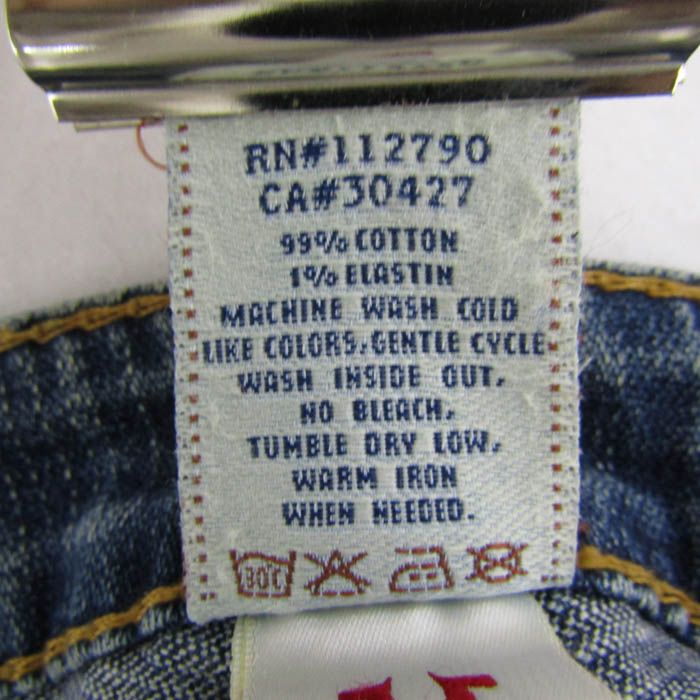 RN#112790
CA#30427
99% COTTON
1% ELASTIN
MACHINE WASH COLD
LIKE COLORS, GENTLE CYCLE
WASH INSIDE OUT,
NO BLEACH,
TUMBLE DRY LOW,
WARM IRON
WHEN NEEDED.
30C